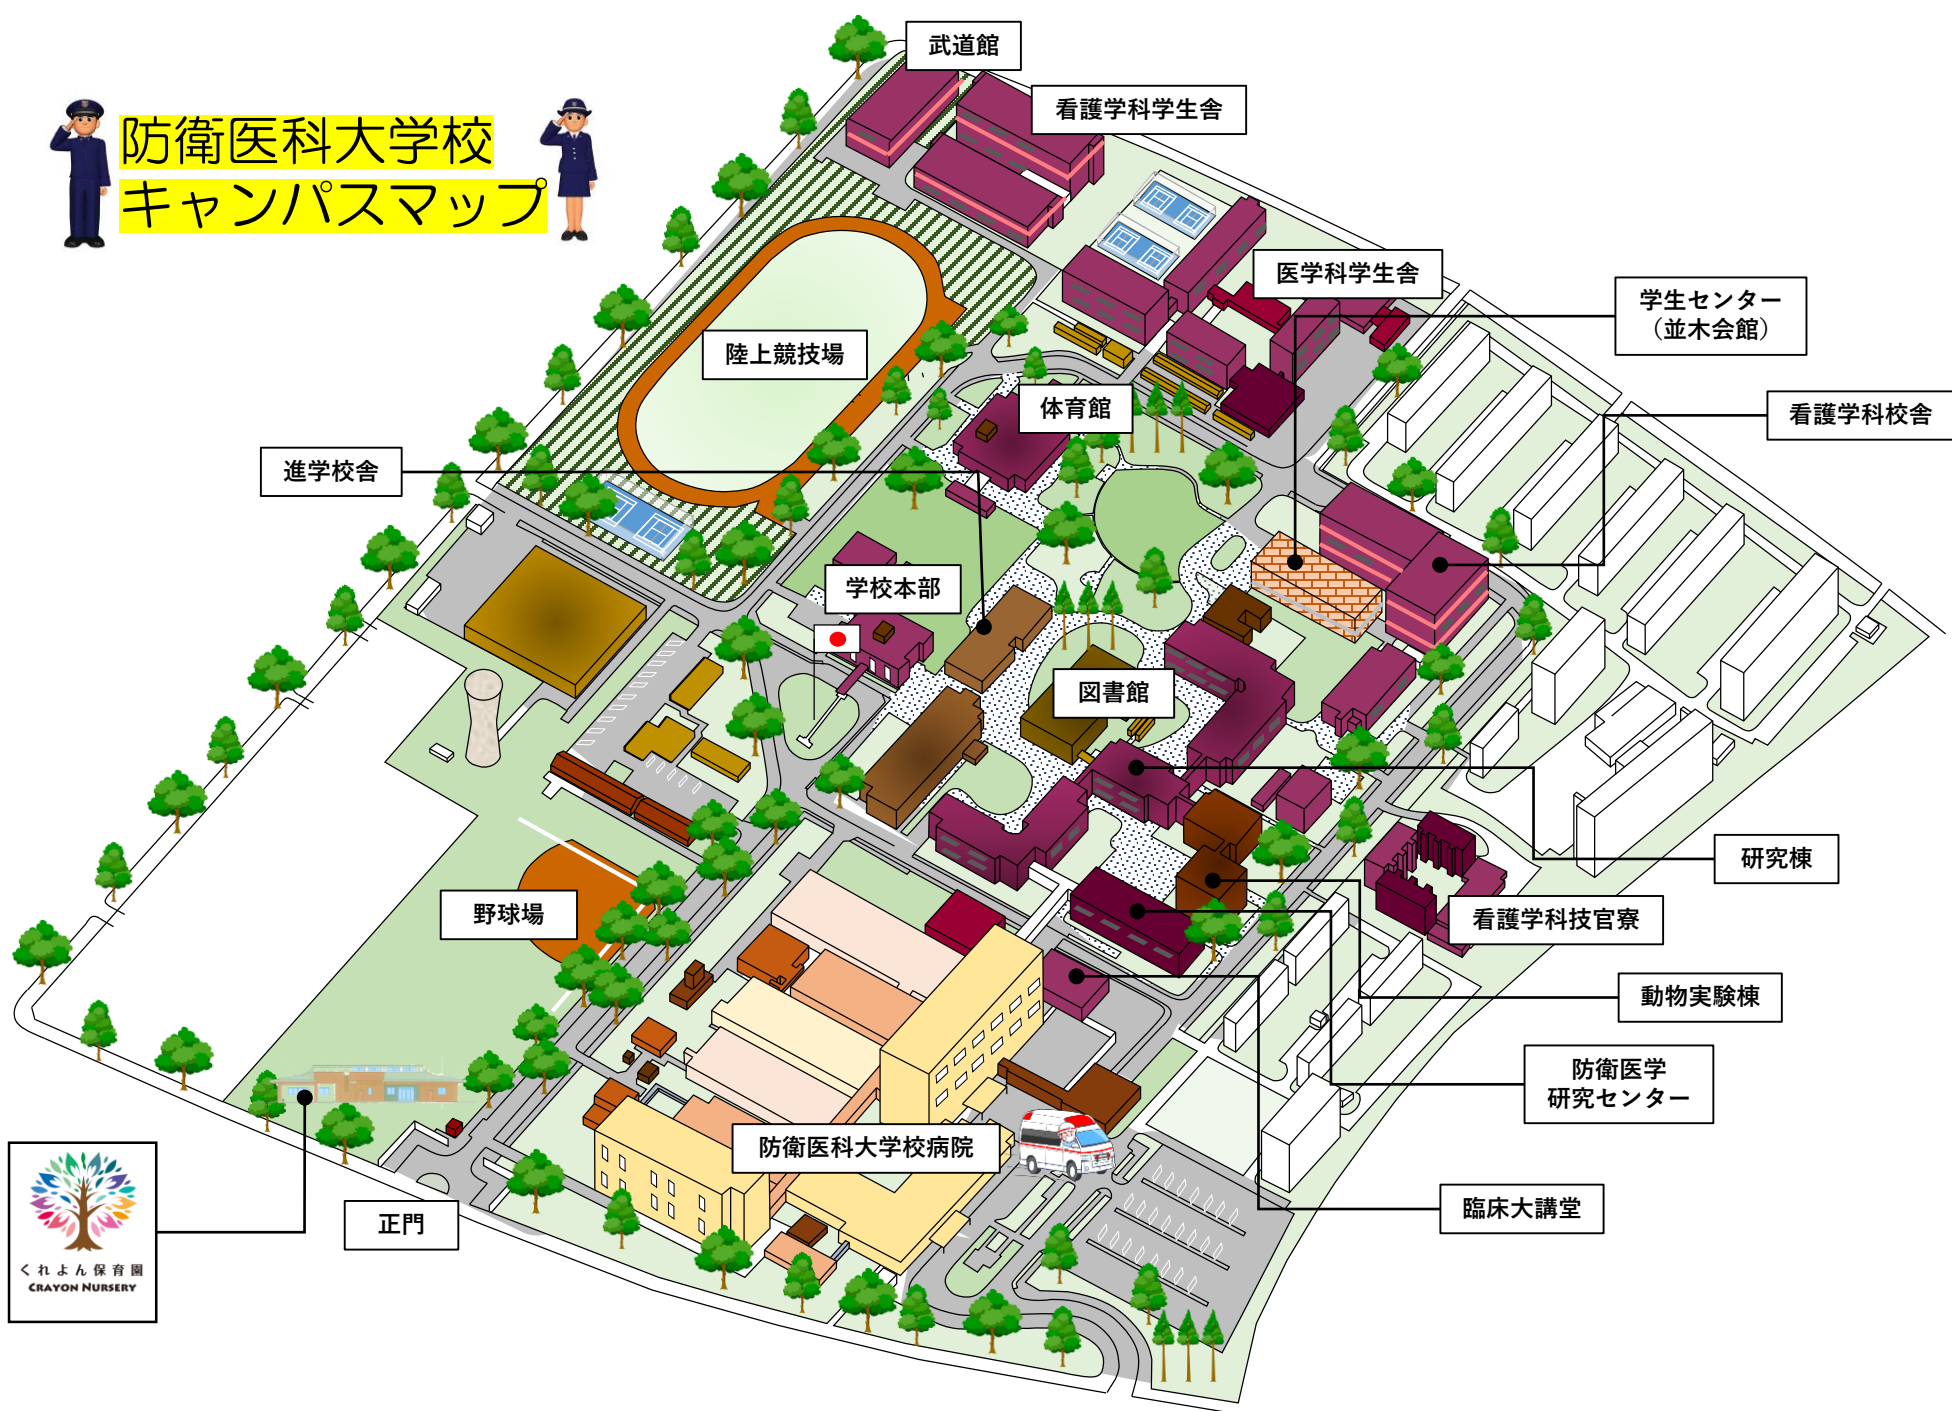 武道館
看護学科学生舎
防衛医科大学校
キャンパスマップ
医学科学生舎
学生センター
（並木会館）
陸上競技場
体育館
看護学科校舎
進学校舎
学校本部
図書館
研究棟
野球場
看護学科技官寮
動物実験棟
防衛医学
研究センター
防衛医科大学校病院
臨床大講堂
正門
くれよん保育園
CRAYON NURSERY